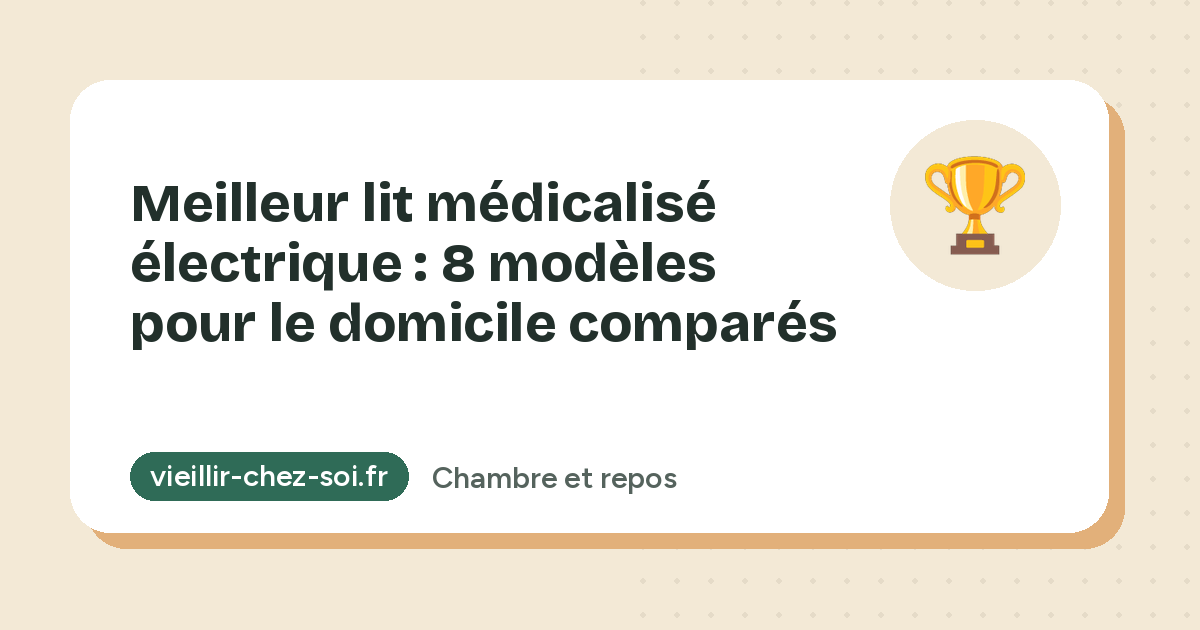 Meilleur lit médicalisé
électrique : 8 modèles
pour le domicile comparés
vieillir-chez-soi.fr
Chambre et repos